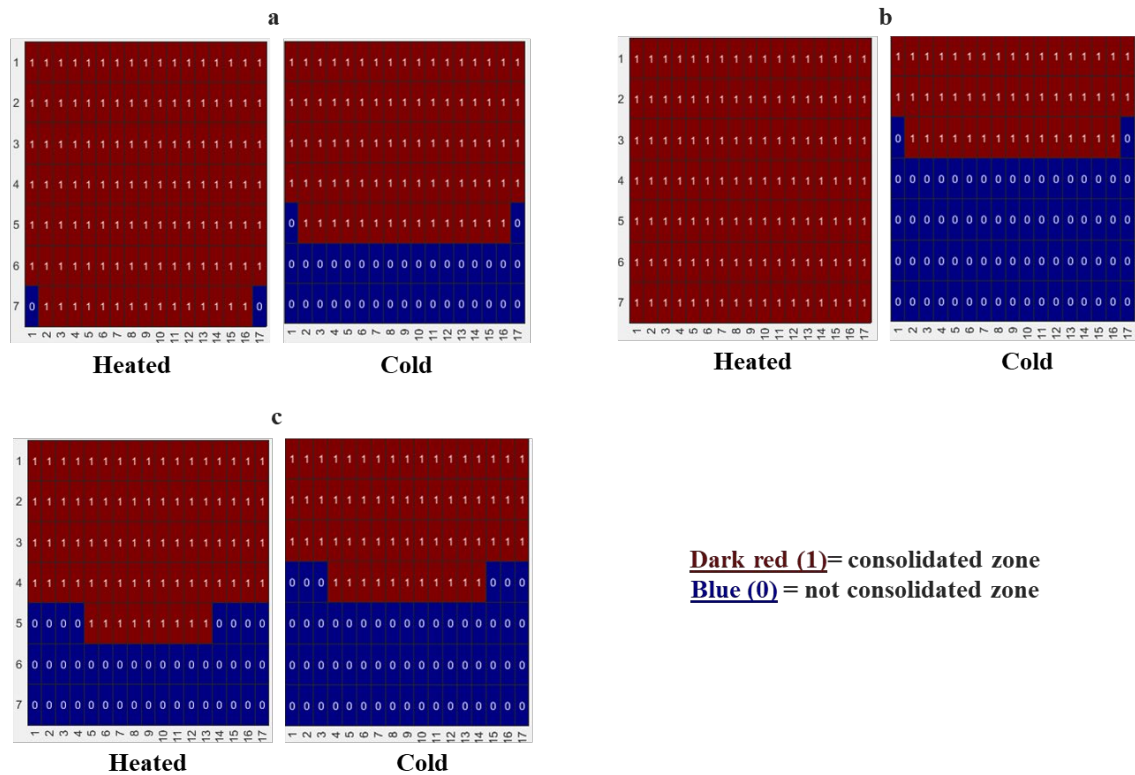 a
1 1 1 1 1 1 1 1 1 1 1 1 1 1 1 1 1 1
2 1 1 1 1 1 1 1 1 1 1 1 1 1 1 1 1 1
3 1 1 1 1 1 1 1 1 1 1 1 1 1 1 1 1 1
4 1 1 1 1 1 1 1 1 1 1 1 1 1 1 1 1 1
5 1 1 1 1 1 1 1 1 1 1 1 1 1 1 1 1 1
6 1 1 1 1 1 1 1 1 1 1 1 1 1 1 1 1 1
7 0 1 1 1 1 1 1 1 1 1 1 1 1 1 1 1 0
1 2 3 4 5 6 7 8 9 10 11 12 13 14 15 16 17
Heated
1 1 1 1 1 1 1 1 1 1 1 1 1 1 1 1 1
1 1 1 1 1 1 1 1 1 1 1 1 1 1 1 1 1
1 1 1 1 1 1 1 1 1 1 1 1 1 1 1 1 1
1 1 1 1 1 1 1 1 1 1 1 1 1 1 1 1 1
0 1 1 1 1 1 1 1 1 1 1 1 1 1 1 1 0
0 0 0 0 0 0 0 0 0 0 0 0 0 0 0 0 0
0 0 0 0 0 0 0 0 0 0 0 0 0 0 0 0 0
1 2 3 4 5 6 7 8 9 10 11 12 13 14 15 16 17
Cold
b
1 1 1 1 1 1 1 1 1 1 1 1 1 1 1 1 1 1
2 1 1 1 1 1 1 1 1 1 1 1 1 1 1 1 1 1
3 1 1 1 1 1 1 1 1 1 1 1 1 1 1 1 1 1
4 1 1 1 1 1 1 1 1 1 1 1 1 1 1 1 1 1
5 1 1 1 1 1 1 1 1 1 1 1 1 1 1 1 1 1
6 1 1 1 1 1 1 1 1 1 1 1 1 1 1 1 1 1
7 1 1 1 1 1 1 1 1 1 1 1 1 1 1 1 1 1
1 2 3 4 5 6 7 8 9 10 11 12 13 14 15 16 17
Heated
1 1 1 1 1 1 1 1 1 1 1 1 1 1 1 1 1
1 1 1 1 1 1 1 1 1 1 1 1 1 1 1 1 1
0 1 1 1 1 1 1 1 1 1 1 1 1 1 1 1 0
0 0 0 0 0 0 0 0 0 0 0 0 0 0 0 0 0
0 0 0 0 0 0 0 0 0 0 0 0 0 0 0 0 0
0 0 0 0 0 0 0 0 0 0 0 0 0 0 0 0 0
0 0 0 0 0 0 0 0 0 0 0 0 0 0 0 0 0
1 2 3 4 5 6 7 8 9 10 11 12 13 14 15 16 17
Cold
c
1 1 1 1 1 1 1 1 1 1 1 1 1 1 1 1 1 1
2 1 1 1 1 1 1 1 1 1 1 1 1 1 1 1 1 1
3 1 1 1 1 1 1 1 1 1 1 1 1 1 1 1 1 1
4 1 1 1 1 1 1 1 1 1 1 1 1 1 1 1 1 1
5 0 0 0 0 1 1 1 1 1 1 1 1 1 0 0 0 0
6 0 0 0 0 0 0 0 0 0 0 0 0 0 0 0 0 0
7 0 0 0 0 0 0 0 0 0 0 0 0 0 0 0 0 0
1 2 3 4 5 6 7 8 9 10 11 12 13 14 15 16 17
Heated
1 1 1 1 1 1 1 1 1 1 1 1 1 1 1 1 1
1 1 1 1 1 1 1 1 1 1 1 1 1 1 1 1 1
1 1 1 1 1 1 1 1 1 1 1 1 1 1 1 1 1
0 0 0 1 1 1 1 1 1 1 1 1 1 1 0 0 0
0 0 0 0 0 0 0 0 0 0 0 0 0 0 0 0 0
0 0 0 0 0 0 0 0 0 0 0 0 0 0 0 0 0
0 0 0 0 0 0 0 0 0 0 0 0 0 0 0 0 0
1 2 3 4 5 6 7 8 9 10 11 12 13 14 15 16 17
Cold
Dark red (1)= consolidated zone
Blue (0) = not consolidated zone